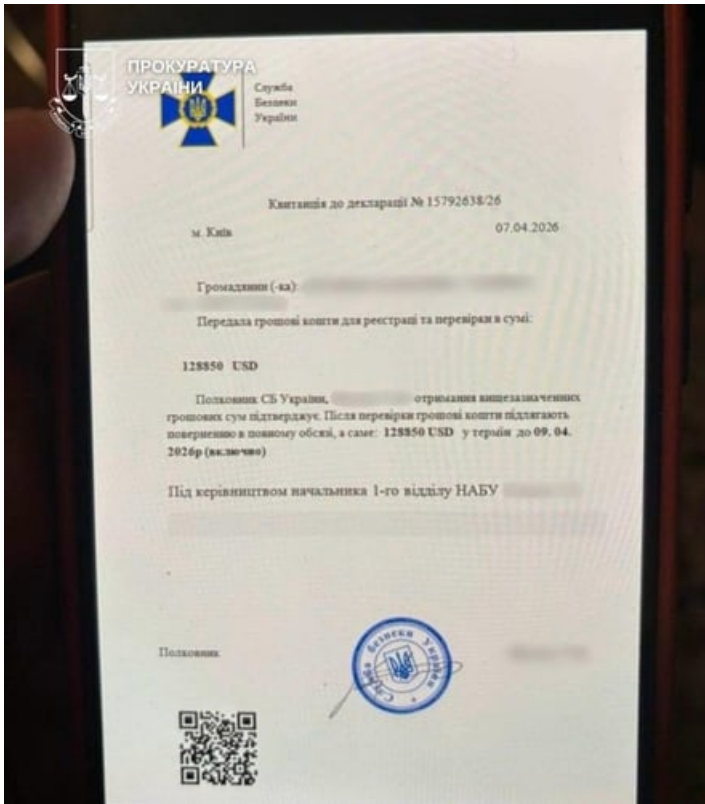 ПРОКУРАТУРА
УКРАЇНИ
Служба
Безпеки
України
Квитанція до декларації № 15792638/26
м. Київ 07.04.2026
Громадянин (-ка):
Передала грошові кошти для реєстрації та перевірки в сумі:
128850 USD
Полковник СБ України, отримання вищезазначених
грошових сум підтверджує. Після перевірки грошові кошти підлягають
поверненню в повному обсязі, а саме: 128850 USD у термін до 09. 04.
2026р (включно)
Під керівництвом начальника 1-го відділу НАБУ
Полковник
Служба безпеки України